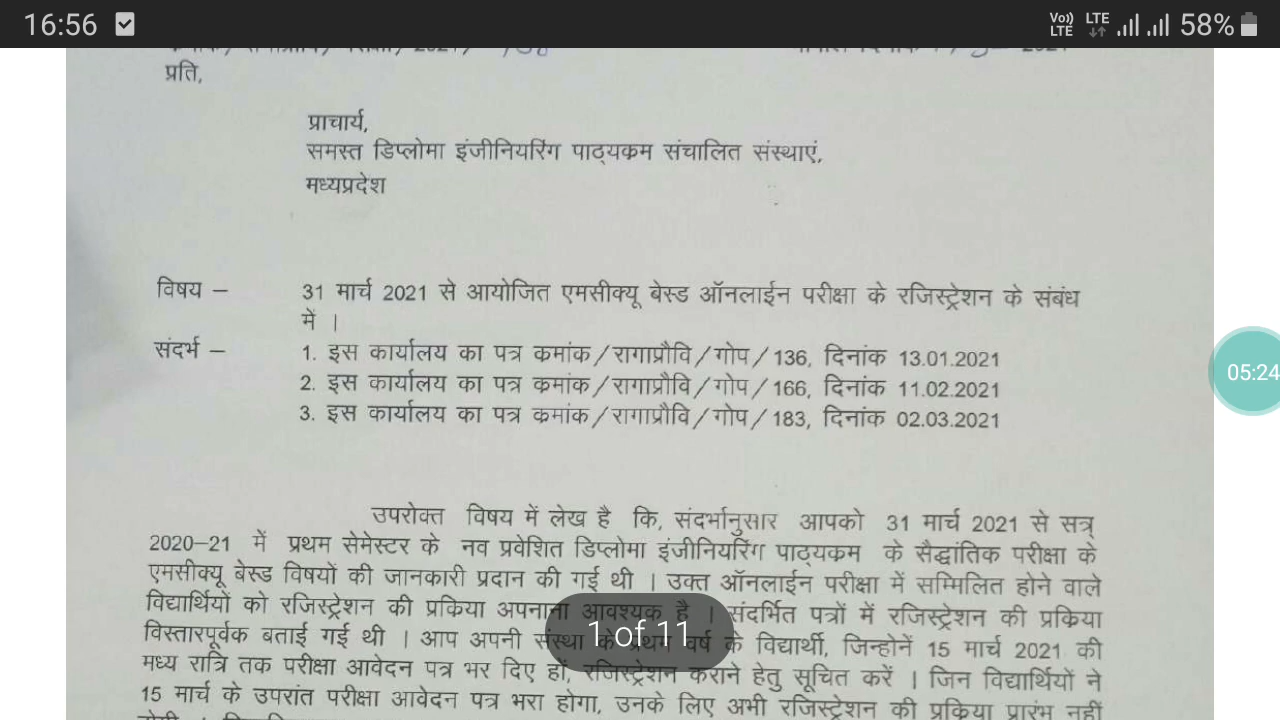 16:56
Vo)) LTE LTE 58%
प्रति,
प्राचार्य,
समस्त डिप्लोमा इंजीनियरिंग पाठ्यकम संचालित संस्थाएं,
मध्यप्रदेश
विषय – 31 मार्च 2021 से आयोजित एमसीक्यू बेस्ड ऑनलाईन परीक्षा के रजिस्ट्रेशन के संबंध
में ।
संदर्भ – 1. इस कार्यालय का पत्र कमांक/रागाप्रौवि/गोप/136, दिनांक 13.01.2021
2. इस कार्यालय का पत्र कमांक/रागाप्रौवि/गोप/166, दिनांक 11.02.2021
3. इस कार्यालय का पत्र कमांक/रागाप्रौवि/गोप/183, दिनांक 02.03.2021
05:24
उपरोक्त विषय में लेख है कि, संदर्भानुसार आपको 31 मार्च 2021 से सत्र
2020–21 में प्रथम सेमेस्टर के नव प्रवेशित डिप्लोमा इंजीनियरिंग पाठ्यकम के सैद्धांतिक परीक्षा के
एमसीक्यू बेस्ड विषयों की जानकारी प्रदान की गई थी । उक्त ऑनलाईन परीक्षा में सम्मिलित होने वाले
विद्यार्थियों को रजिस्ट्रेशन की प्रकिया अपनाना आवश्यक है । संदर्भित पत्रों में रजिस्ट्रेशन की प्रकिया
विस्तारपूर्वक बताई गई थी । आप अपनी संस्था के प्रथम वर्ष के विद्यार्थी, जिन्होनें 15 मार्च 2021 की
1 of 11
मध्य रात्रि तक परीक्षा आवेदन पत्र भर दिए हों, रजिस्ट्रेशन कराने हेतु सूचित करें । जिन विद्यार्थियों ने
15 मार्च के उपरांत परीक्षा आवेदन पत्र भरा होगा, उनके लिए अभी रजिस्ट्रेशन की प्रकिया प्रारंभ नहीं